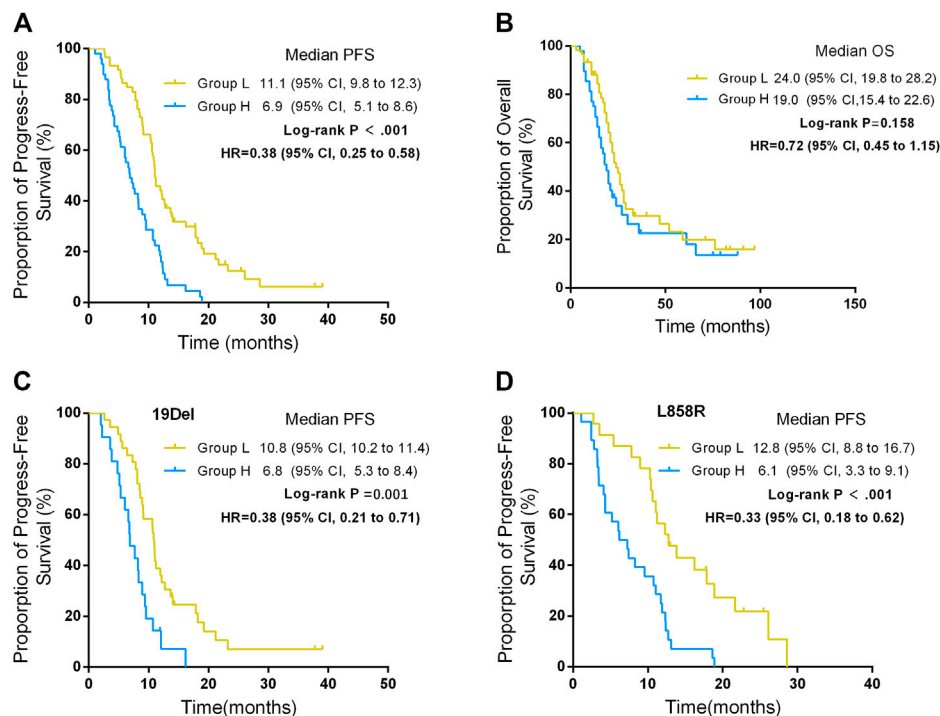 A
Proporption of Progress-Free
Survival (%)
100
80
60
40
20
0
Median PFS
Group L 11.1 (95% CI, 9.8 to 12.3)
Group H 6.9 (95% CI, 5.1 to 8.6)
Log-rank P < .001
HR=0.38 (95% CI, 0.25 to 0.58)
0 10 20 30 40 50
Time (months)
B
Proporption of Overall
Survival (%)
100
80
60
40
20
0
Median OS
Group L 24.0 (95% CI, 19.8 to 28.2)
Group H 19.0 (95% CI,15.4 to 22.6)
Log-rank P=0.158
HR=0.72 (95% CI, 0.45 to 1.15)
0 50 100 150
Time (months)
C
19Del
Proporption of Progress-Free
Survival (%)
100
80
60
40
20
0
Median PFS
Group L 10.8 (95% CI, 10.2 to 11.4)
Group H 6.8 (95% CI, 5.3 to 8.4)
Log-rank P =0.001
HR=0.38 (95% CI, 0.21 to 0.71)
0 10 20 30 40 50
Time(months)
D
L858R
Proporption of Progress-Free
Survival (%)
100
80
60
40
20
0
Median PFS
Group L 12.8 (95% CI, 8.8 to 16.7)
Group H 6.1 (95% CI, 3.3 to 9.1)
Log-rank P < .001
HR=0.33 (95% CI, 0.18 to 0.62)
0 10 20 30 40
Time(months)